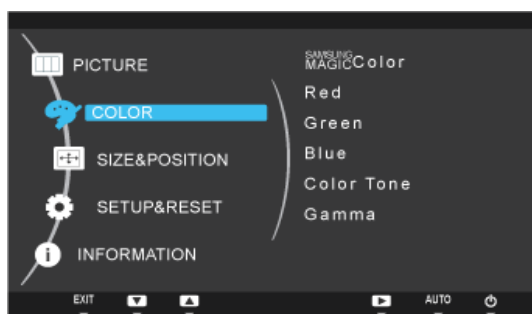 PICTURE
COLOR
SIZE&POSITION
SETUP&RESET
INFORMATION
SAMSUNG
MAGICColor
Red
Green
Blue
Color Tone
Gamma
EXIT AUTO